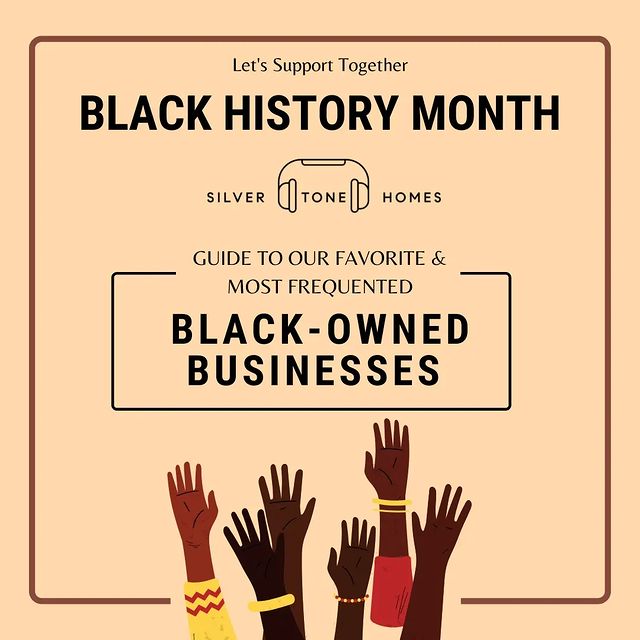 Let's Support Together
BLACK HISTORY MONTH
SILVER TONE HOMES
GUIDE TO OUR FAVORITE &
MOST FREQUENTED
BLACK-OWNED
BUSINESSES